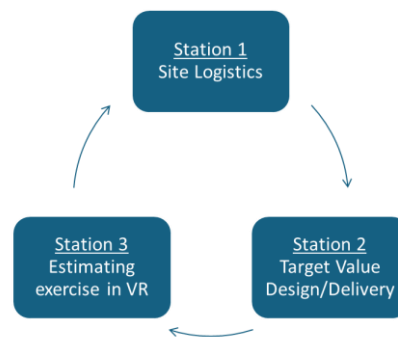 Station 1
Site Logistics
Station 3
Estimating
exercise in VR
Station 2
Target Value
Design/Delivery